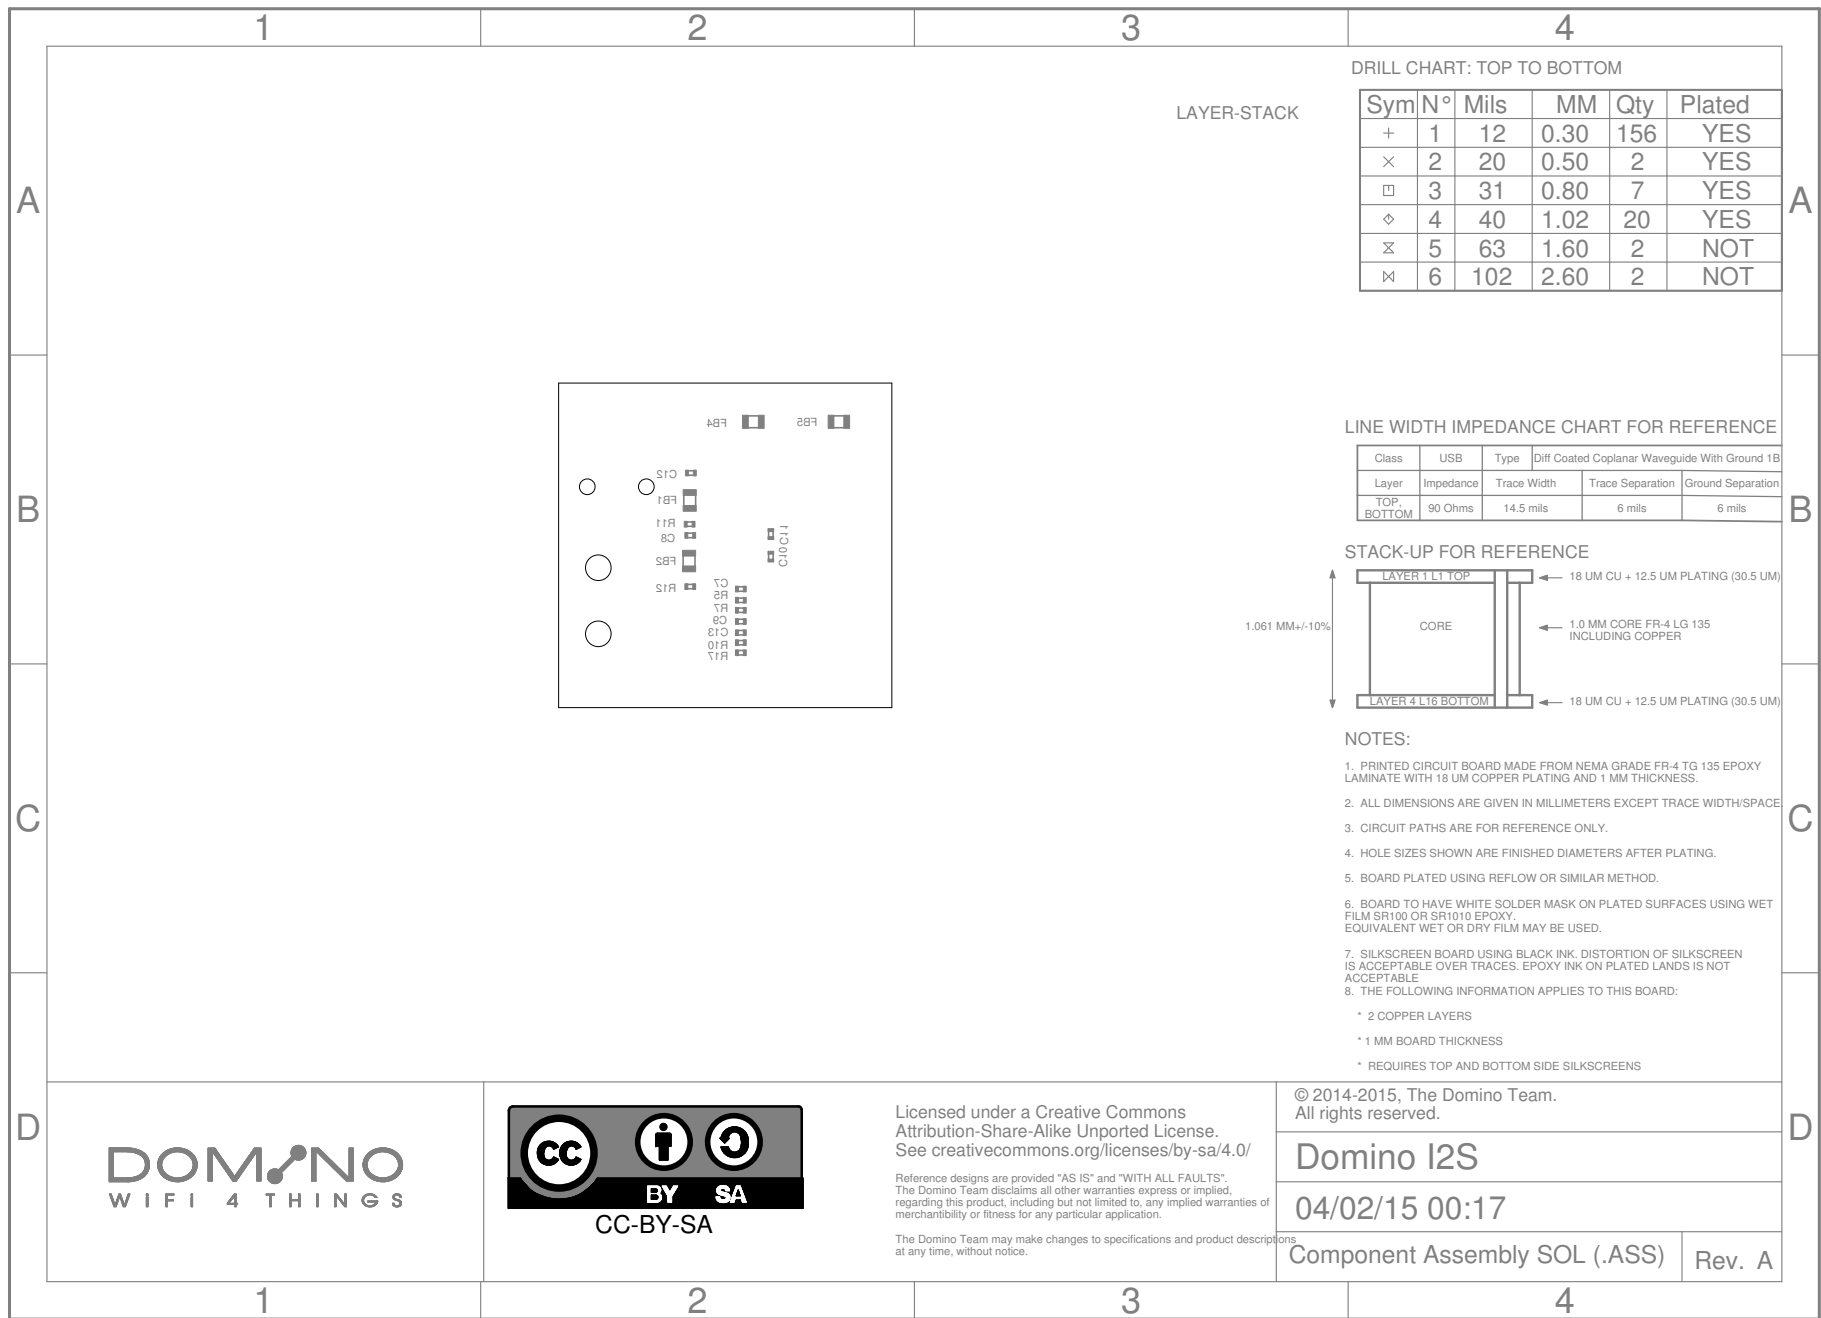 1 2 3 4
DRILL CHART: TOP TO BOTTOM
LAYER-STACK
Sym N° Mils MM Qty Plated
+ 1 12 0.30 156 YES
2 20 0.50 2 YES
3 31 0.80 7 YES
4 40 1.02 20 YES
5 63 1.60 2 NOT
6 102 2.60 2 NOT
A A
FB4 FB5
C12
FB1
R11
C8
FB2
R12
C11
C10
C7
R5
R7
C9
C13
R10
R17
LINE WIDTH IMPEDANCE CHART FOR REFERENCE
Class USB Type Diff Coated Coplanar Waveguide With Ground 1B
Layer Impedance Trace Width Trace Separation Ground Separation
TOP, BOTTOM 90 Ohms 14.5 mils 6 mils 6 mils
B B
STACK-UP FOR REFERENCE
LAYER 1 L1 TOP
18 UM CU + 12.5 UM PLATING (30.5 UM)
1.061 MM+/-10%
CORE
1.0 MM CORE FR-4 LG 135
INCLUDING COPPER
LAYER 4 L16 BOTTOM
18 UM CU + 12.5 UM PLATING (30.5 UM)
NOTES:
1. PRINTED CIRCUIT BOARD MADE FROM NEMA GRADE FR-4 TG 135 EPOXY
LAMINATE WITH 18 UM COPPER PLATING AND 1 MM THICKNESS.
2. ALL DIMENSIONS ARE GIVEN IN MILLIMETERS EXCEPT TRACE WIDTH/SPACE
C C
3. CIRCUIT PATHS ARE FOR REFERENCE ONLY.
4. HOLE SIZES SHOWN ARE FINISHED DIAMETERS AFTER PLATING.
5. BOARD PLATED USING REFLOW OR SIMILAR METHOD.
6. BOARD TO HAVE WHITE SOLDER MASK ON PLATED SURFACES USING WET
FILM SR100 OR SR1010 EPOXY.
EQUIVALENT WET OR DRY FILM MAY BE USED.
7. SILKSCREEN BOARD USING BLACK INK. DISTORTION OF SILKSCREEN
IS ACCEPTABLE OVER TRACES. EPOXY INK ON PLATED LANDS IS NOT
ACCEPTABLE
8. THE FOLLOWING INFORMATION APPLIES TO THIS BOARD:
* 2 COPPER LAYERS
* 1 MM BOARD THICKNESS
* REQUIRES TOP AND BOTTOM SIDE SILKSCREENS
D D
DOMINO
WIFI 4 THINGS
cc
BY SA
CC-BY-SA
Licensed under a Creative Commons
Attribution-Share-Alike Unported License.
See creativecommons.org/licenses/by-sa/4.0/
Reference designs are provided "AS IS" and "WITH ALL FAULTS".
The Domino Team disclaims all other warranties express or implied,
regarding this product, including but not limited to, any implied warranties of
merchantibility or fitness for any particular application.
The Domino Team may make changes to specifications and product descriptions
at any time, without notice.
© 2014-2015, The Domino Team.
All rights reserved.
Domino I2S
04/02/15 00:17
Component Assembly SOL (.ASS) Rev. A
1 2 3 4